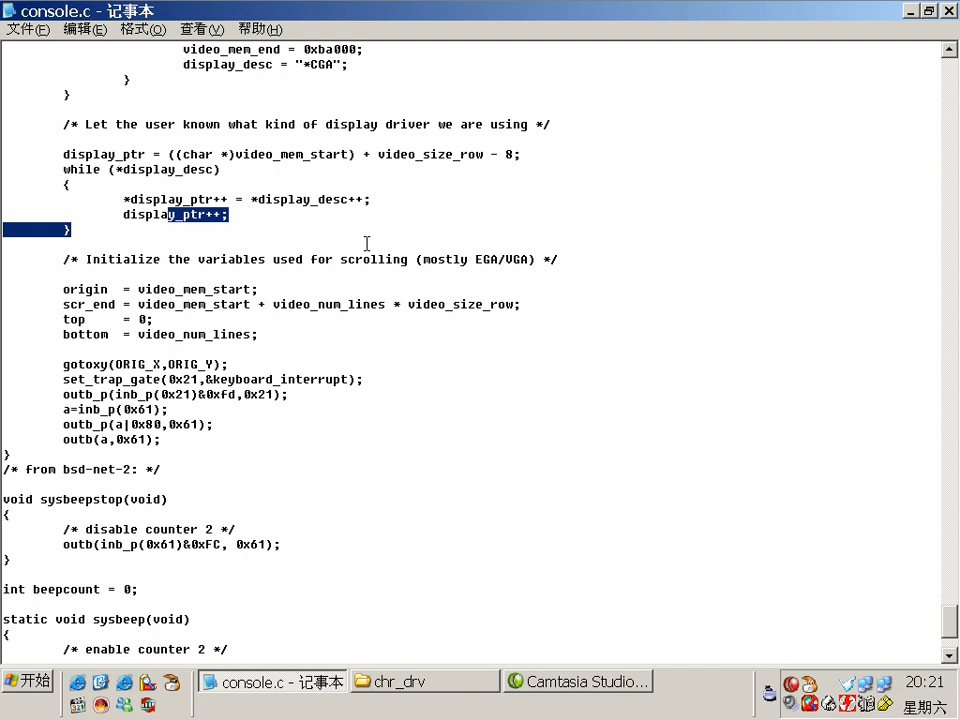 console.c - 记事本
文件(F) 编辑(E) 格式(O) 查看(V) 帮助(H)
video_mem_end = 0xba000;
display_desc = "*CGA";
}
}
/* Let the user known what kind of display driver we are using */
display_ptr = ((char *)video_mem_start) + video_size_row - 8;
while (*display_desc)
{
*display_ptr++ = *display_desc++;
display_ptr++;
}
/* Initialize the variables used for scrolling (mostly EGA/VGA) */
origin = video_mem_start;
scr_end = video_mem_start + video_num_lines * video_size_row;
top = 0;
bottom = video_num_lines;
gotoxy(ORIG_X,ORIG_Y);
set_trap_gate(0x21,&keyboard_interrupt);
outb_p(inb_p(0x21)&0xfd,0x21);
a=inb_p(0x61);
outb_p(a|0x80,0x61);
outb(a,0x61);
}
/* from bsd-net-2: */
void sysbeepstop(void)
{
/* disable counter 2 */
outb(inb_p(0x61)&0xFC, 0x61);
}
int beepcount = 0;
static void sysbeep(void)
{
/* enable counter 2 */
开始 console.c - 记事本 chr_drv Camtasia Studio... 20:21
星期六